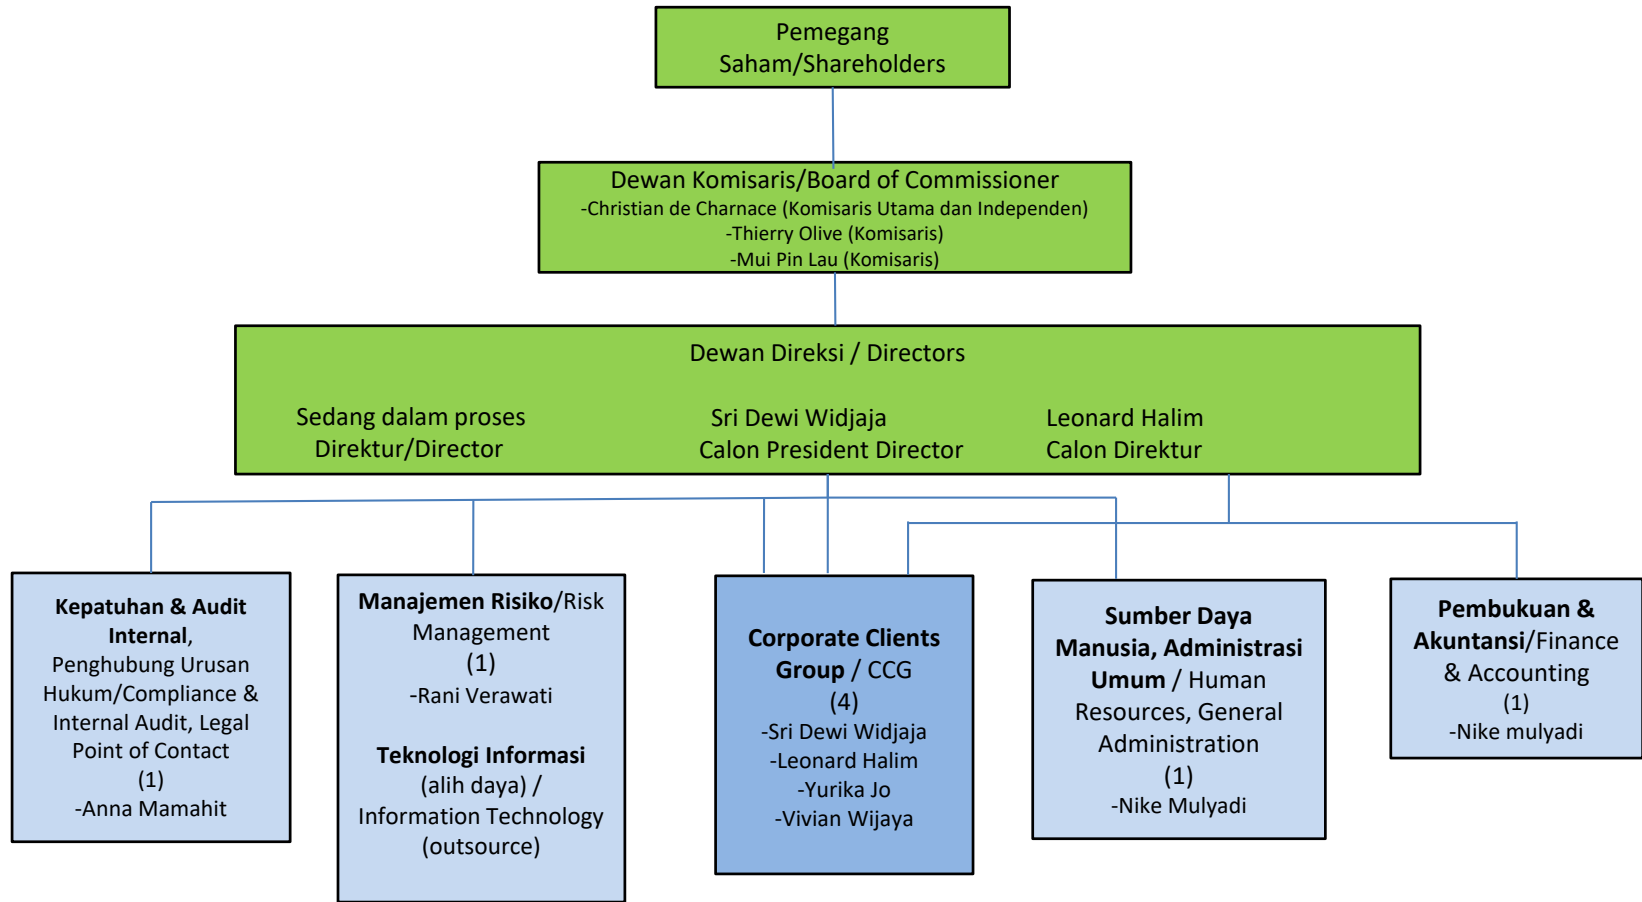 Pemegang
Saham/Shareholders
Dewan Komisaris/Board of Commissioner
-Christian de Charnace (Komisaris Utama dan Independen)
-Thierry Olive (Komisaris)
-Mui Pin Lau (Komisaris)
Dewan Direksi / Directors
Sedang dalam proses
Direktur/Director
Sri Dewi Widjaja
Calon President Director
Leonard Halim
Calon Direktur
Kepatuhan & Audit
Internal,
Penghubung Urusan
Hukum/Compliance &
Internal Audit, Legal
Point of Contact
(1)
-Anna Mamahit
Manajemen Risiko/Risk
Management
(1)
-Rani Verawati
Teknologi Informasi
(alih daya) /
Information Technology
(outsource)
Corporate Clients
Group / CCG
(4)
-Sri Dewi Widjaja
-Leonard Halim
-Yurika Jo
-Vivian Wijaya
Sumber Daya
Manusia, Administrasi
Umum / Human
Resources, General
Administration
(1)
-Nike Mulyadi
Pembukuan &
Akuntansi/Finance
& Accounting
(1)
-Nike mulyadi